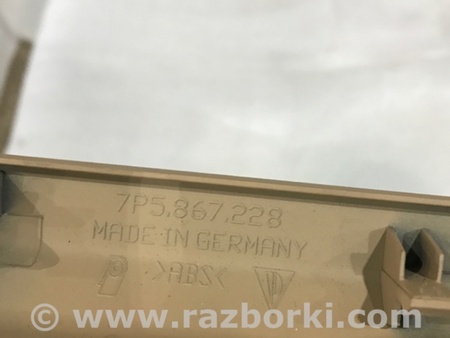 7P5.867.228
MADE IN GERMANY
>ABS<
© www.razborki.com